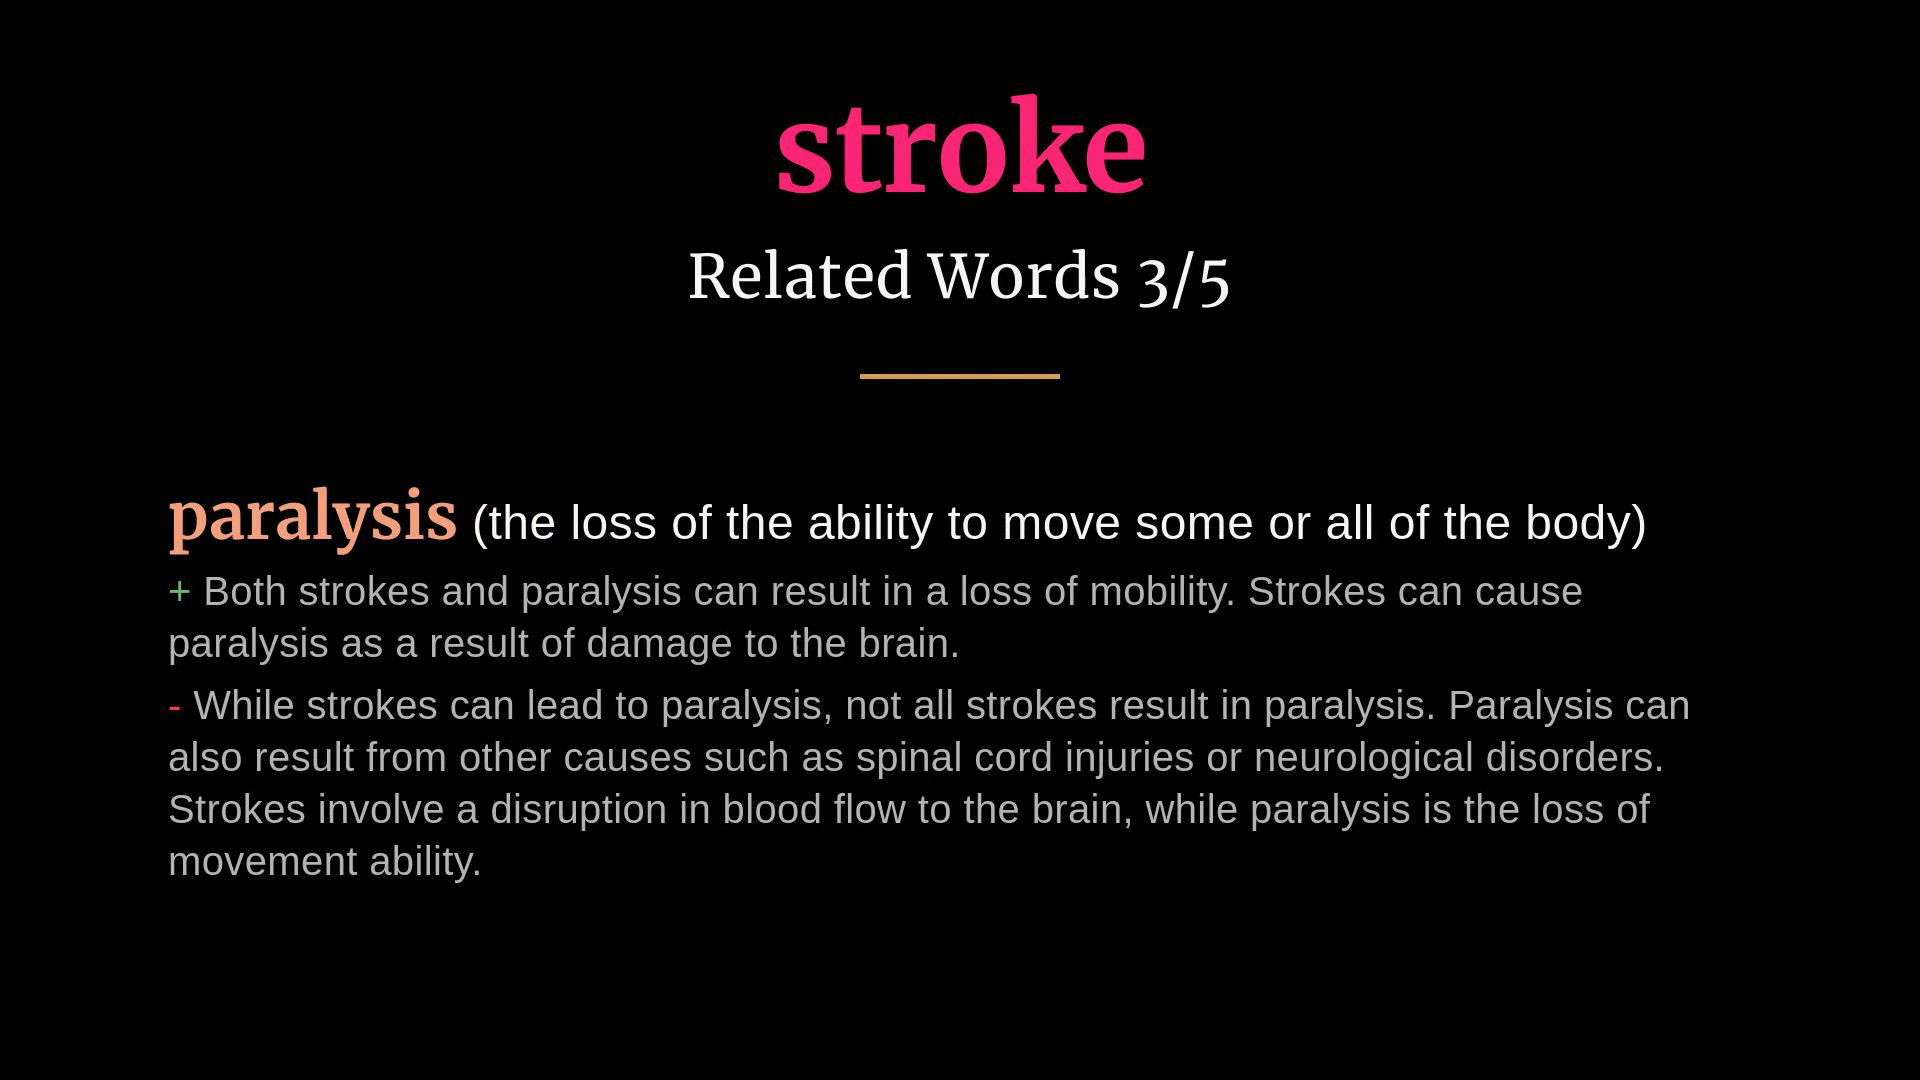 stroke
Related Words 3/5
paralysis (the loss of the ability to move some or all of the body)
+ Both strokes and paralysis can result in a loss of mobility. Strokes can cause
paralysis as a result of damage to the brain.
- While strokes can lead to paralysis, not all strokes result in paralysis. Paralysis can
also result from other causes such as spinal cord injuries or neurological disorders.
Strokes involve a disruption in blood flow to the brain, while paralysis is the loss of
movement ability.